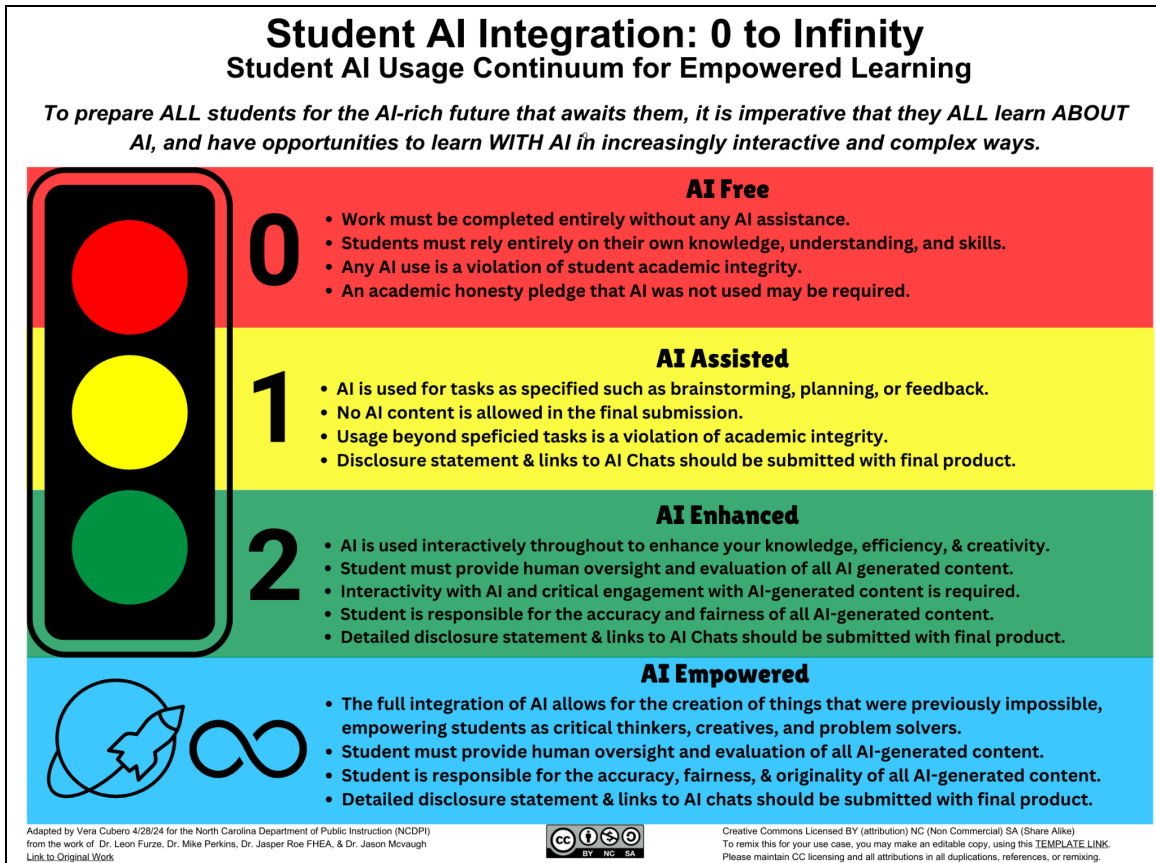 Student AI Integration: 0 to Infinity
Student AI Usage Continuum for Empowered Learning
To prepare ALL students for the AI-rich future that awaits them, it is imperative that they ALL learn ABOUT
AI, and have opportunities to learn WITH AI in increasingly interactive and complex ways.
0
AI Free
• Work must be completed entirely without any AI assistance.
• Students must rely entirely on their own knowledge, understanding, and skills.
• Any AI use is a violation of student academic integrity.
• An academic honesty pledge that AI was not used may be required.
1
AI Assisted
• AI is used for tasks as specified such as brainstorming, planning, or feedback.
• No AI content is allowed in the final submission.
• Usage beyond speficied tasks is a violation of academic integrity.
• Disclosure statement & links to AI Chats should be submitted with final product.
2
AI Enhanced
• AI is used interactively throughout to enhance your knowledge, efficiency, & creativity.
• Student must provide human oversight and evaluation of all AI generated content.
• Interactivity with AI and critical engagement with AI-generated content is required.
• Student is responsible for the accuracy and fairness of all AI-generated content.
• Detailed disclosure statement & links to AI Chats should be submitted with final product.
∞
AI Empowered
• The full integration of AI allows for the creation of things that were previously impossible,
empowering students as critical thinkers, creatives, and problem solvers.
• Student must provide human oversight and evaluation of all AI-generated content.
• Student is responsible for the accuracy, fairness, & originality of all AI-generated content.
• Detailed disclosure statement & links to AI chats should be submitted with final product.
Adapted by Vera Cubero 4/28/24 for the North Carolina Department of Public Instruction (NCDPI)
from the work of Dr. Leon Furze, Dr. Mike Perkins, Dr. Jasper Roe FHEA, & Dr. Jason Mcvaugh
Link to Original Work
CC BY NC SA
Creative Commons Licensed BY (attribution) NC (Non Commercial) SA (Share Alike)
To remix this for your use case, you may make an editable copy, using this TEMPLATE LINK.
Please maintain CC licensing and all attributions in all duplications, references, or remixing.